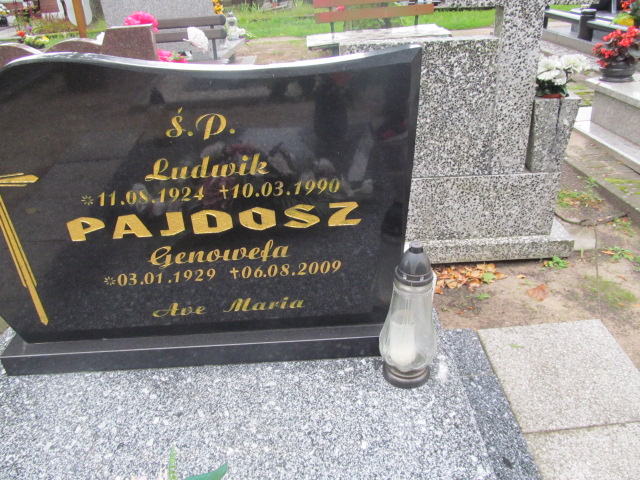 Ś.P.
Ludwik
*11.08.1924 +10.03.1990
PAJDOSZ
Genowefa
*03.01.1929 +06.08.2009
Ave Maria